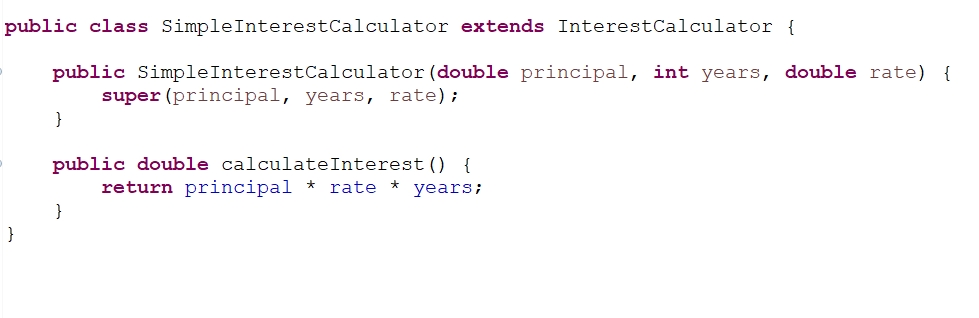 public class SimpleInterestCalculator extends InterestCalculator {
public SimpleInterestCalculator(double principal, int years, double rate) {
super(principal, years, rate);
}
public double calculateInterest() {
return principal * rate * years;
}
}